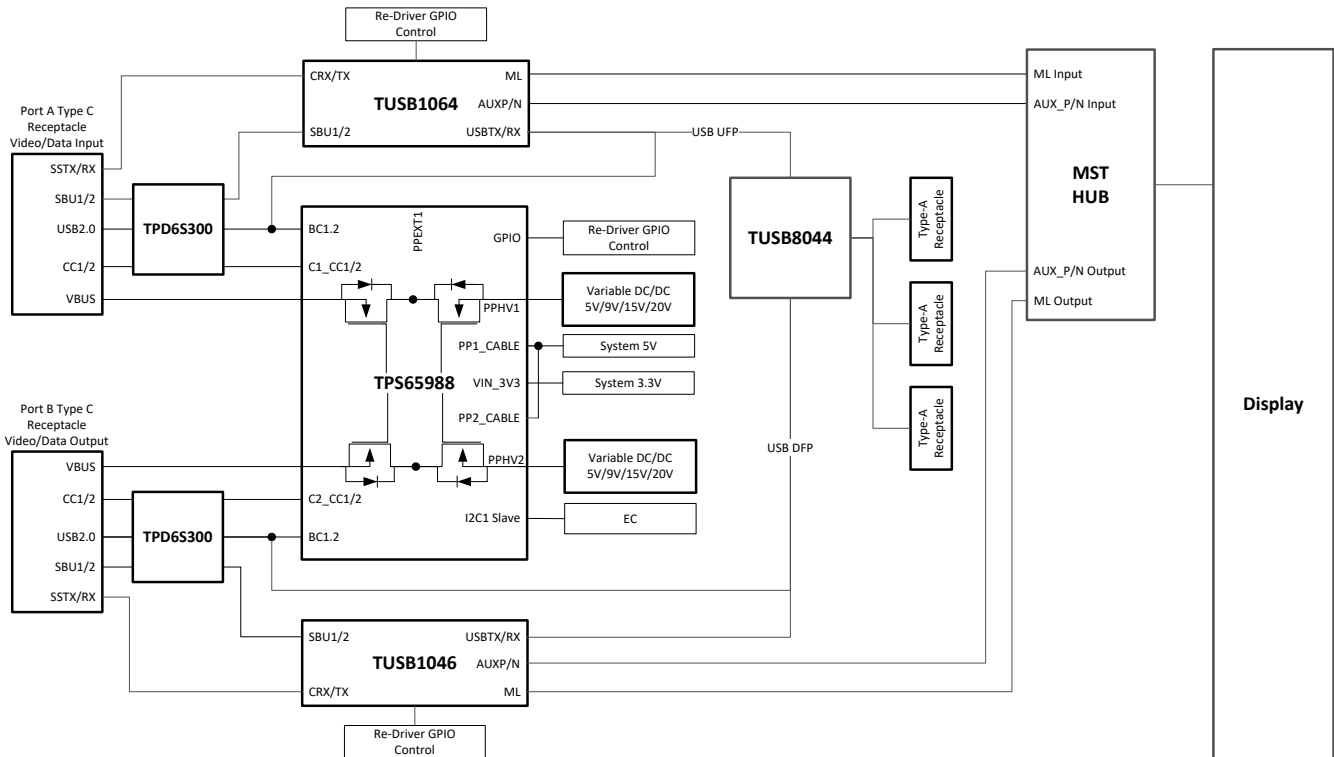 Re-Driver GPIO
Control
CRX/TX
ML
TUSB1064
AUXP/N
SBU1/2
USBTX/RX
Port A Type C
Receptacle
Video/Data Input
SSTX/RX
SBU1/2
USB2.0
CC1/2
VBUS
TPD6S300
USB UFP
ML Input
AUX_P/N Input
MST
HUB
AUX_P/N Output
ML Output
Display
BC1.2
PPEXT1
GPIO
C1_CC1/2
PPHV1
PP1_CABLE
TPS65988
VIN_3V3
PP2_CABLE
PPHV2
C2_CC1/2
I2C1 Slave
BC1.2
Re-Driver GPIO
Control
Variable DC/DC
5V/9V/15V/20V
System 5V
System 3.3V
Variable DC/DC
5V/9V/15V/20V
EC
TUSB8044
Type-A
Receptacle
Type-A
Receptacle
Type-A
Receptacle
USB DFP
Port B Type C
Receptacle
Video/Data Output
VBUS
CC1/2
USB2.0
SBU1/2
SSTX/RX
TPD6S300
SBU1/2
USBTX/RX
TUSB1046
AUXP/N
CRX/TX
ML
Re-Driver GPIO
Control